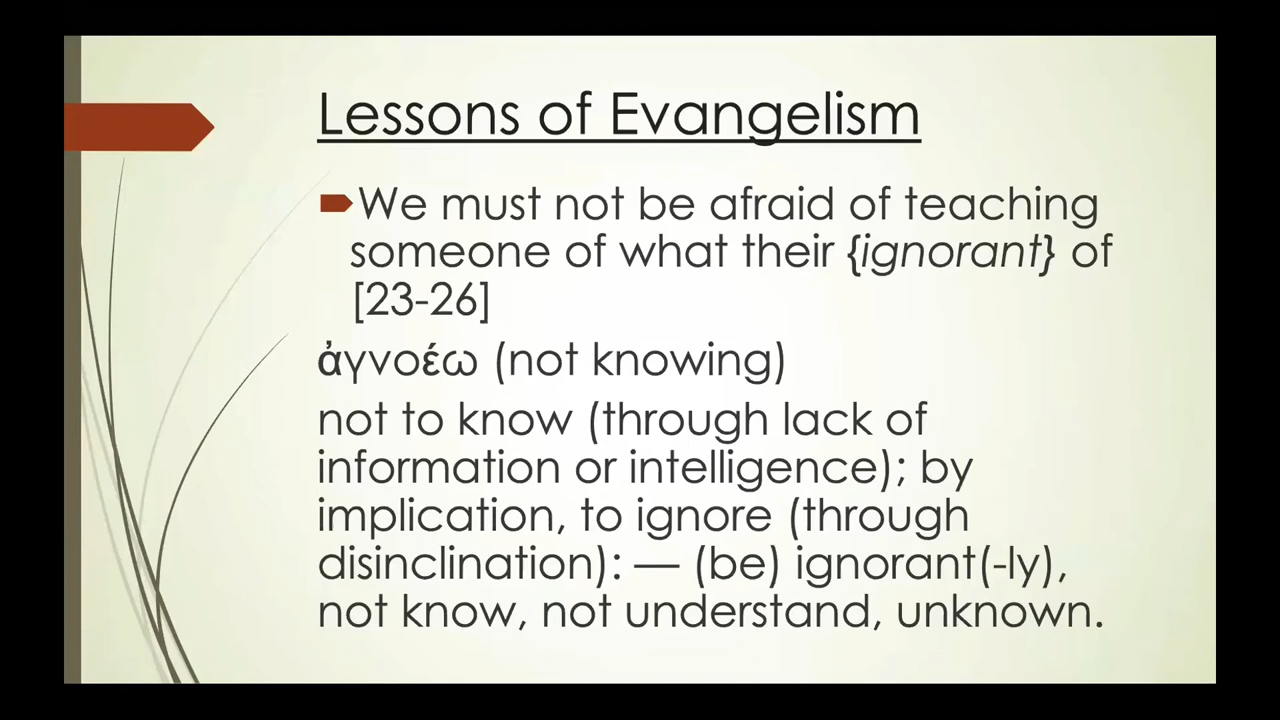 Lessons of Evangelism
We must not be afraid of teaching
someone of what their {ignorant} of
[23-26]
ἀγνοέω (not knowing)
not to know (through lack of
information or intelligence); by
implication, to ignore (through
disinclination): — (be) ignorant(-ly),
not know, not understand, unknown.